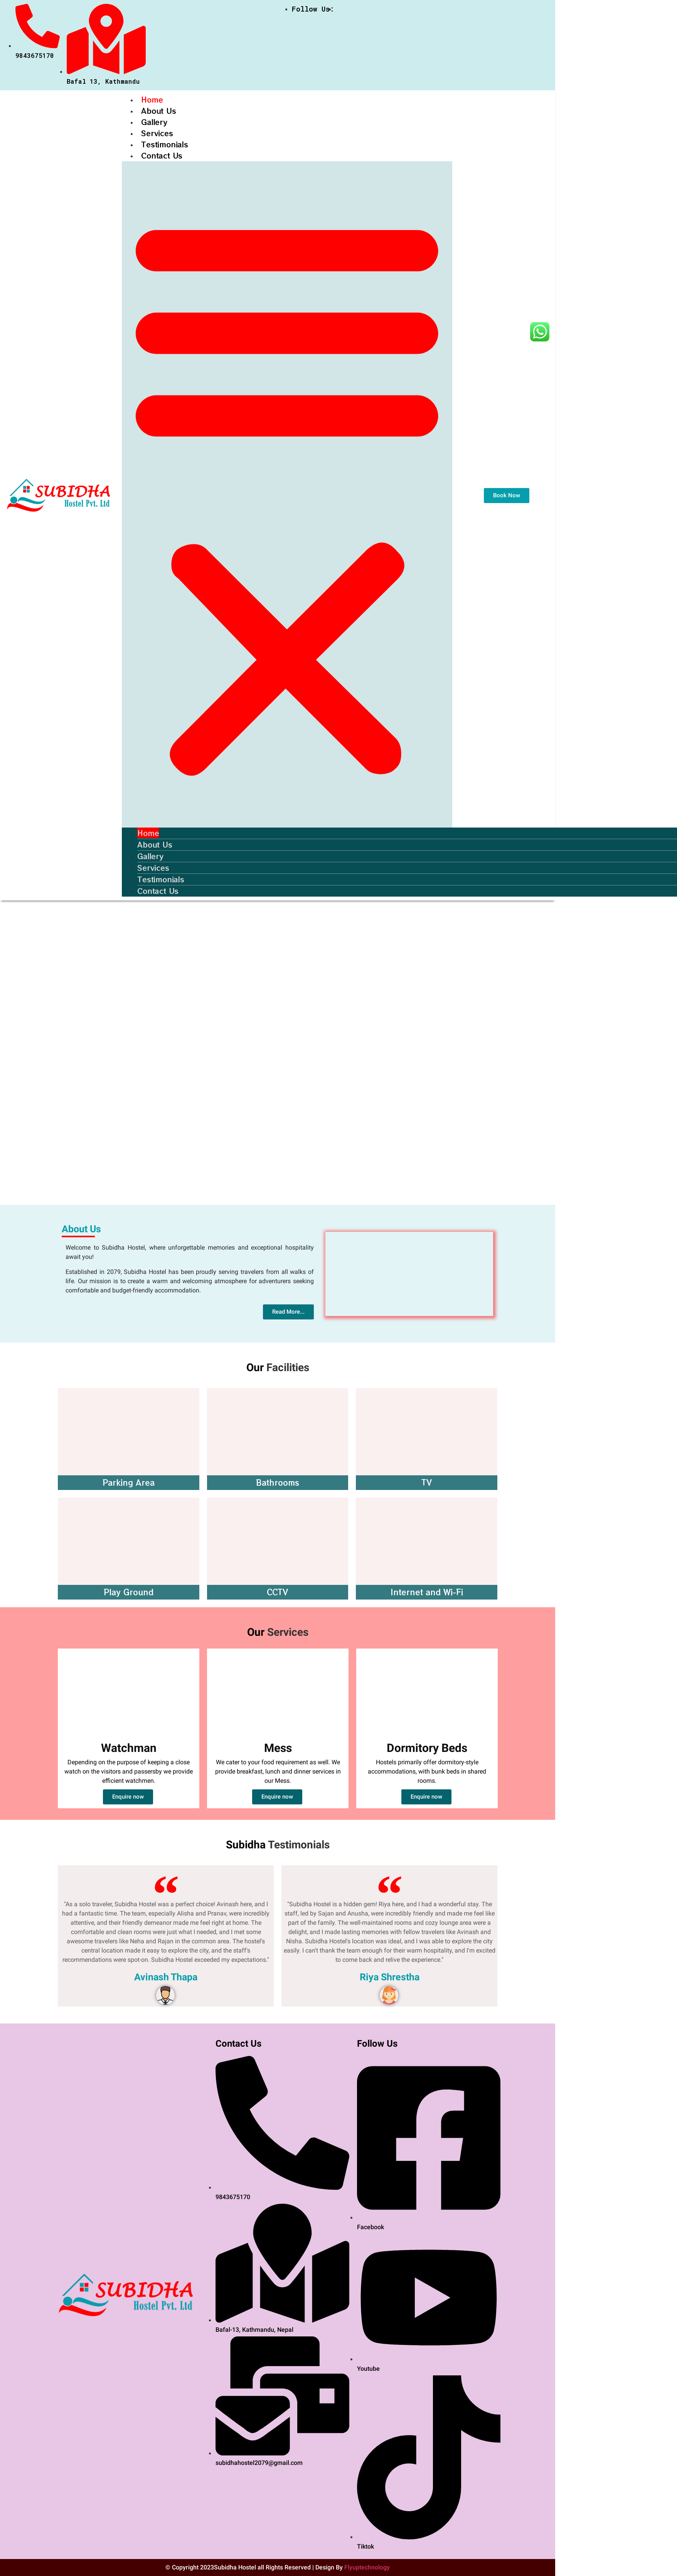 Follow Us:
9843675170
Bafal 13, Kathmandu
Home
About Us
Gallery
Services
Testimonials
Contact Us
SUBIDHA
Hostel Pvt. Ltd
Book Now
Home
About Us
Gallery
Services
Testimonials
Contact Us
About Us
Welcome to Subidha Hostel, where unforgettable memories and exceptional hospitality
await you!
Established in 2079, Subidha Hostel has been proudly serving travelers from all walks of
life. Our mission is to create a warm and welcoming atmosphere for adventurers seeking
comfortable and budget-friendly accommodation.
Read More...
Our Facilities
Parking Area
Bathrooms
TV
Play Ground
CCTV
Internet and Wi-Fi
Our Services
Watchman
Depending on the purpose of keeping a close
watch on the visitors and passersby we provide
efficient watchmen.
Enquire now
Mess
We cater to your food requirement as well. We
provide breakfast, lunch and dinner services in
our Mess.
Enquire now
Dormitory Beds
Hostels primarily offer dormitory-style
accommodations, with bunk beds in shared
rooms.
Enquire now
Subidha Testimonials
"As a solo traveler, Subidha Hostel was a perfect choice! Avinash here, and I
had a fantastic time. The team, especially Alisha and Pranav, were incredibly
attentive, and their friendly demeanor made me feel right at home. The
comfortable and clean rooms were just what I needed, and I met some
awesome travelers like Neha and Rajan in the common area. The hostel's
central location made it easy to explore the city, and the staff's
recommendations were spot-on. Subidha Hostel exceeded my expectations."
Avinash Thapa
"Subidha Hostel is a hidden gem! Riya here, and I had a wonderful stay. The
staff, led by Sajan and Anusha, were incredibly friendly and made me feel like
part of the family. The well-maintained rooms and cozy lounge area were a
delight, and I made lasting memories with fellow travelers like Avinash and
Nisha. Subidha Hostel's location was ideal, and I was able to explore the city
easily. I can't thank the team enough for their warm hospitality, and I'm excited
to come back and relive the experience."
Riya Shrestha
SUBIDHA
Hostel Pvt. Ltd
Contact Us
9843675170
Bafal-13, Kathmandu, Nepal
subidhahostel2079@gmail.com
Follow Us
Facebook
Youtube
Tiktok
© Copyright 2023Subidha Hostel all Rights Reserved | Design By Flyuptechnology